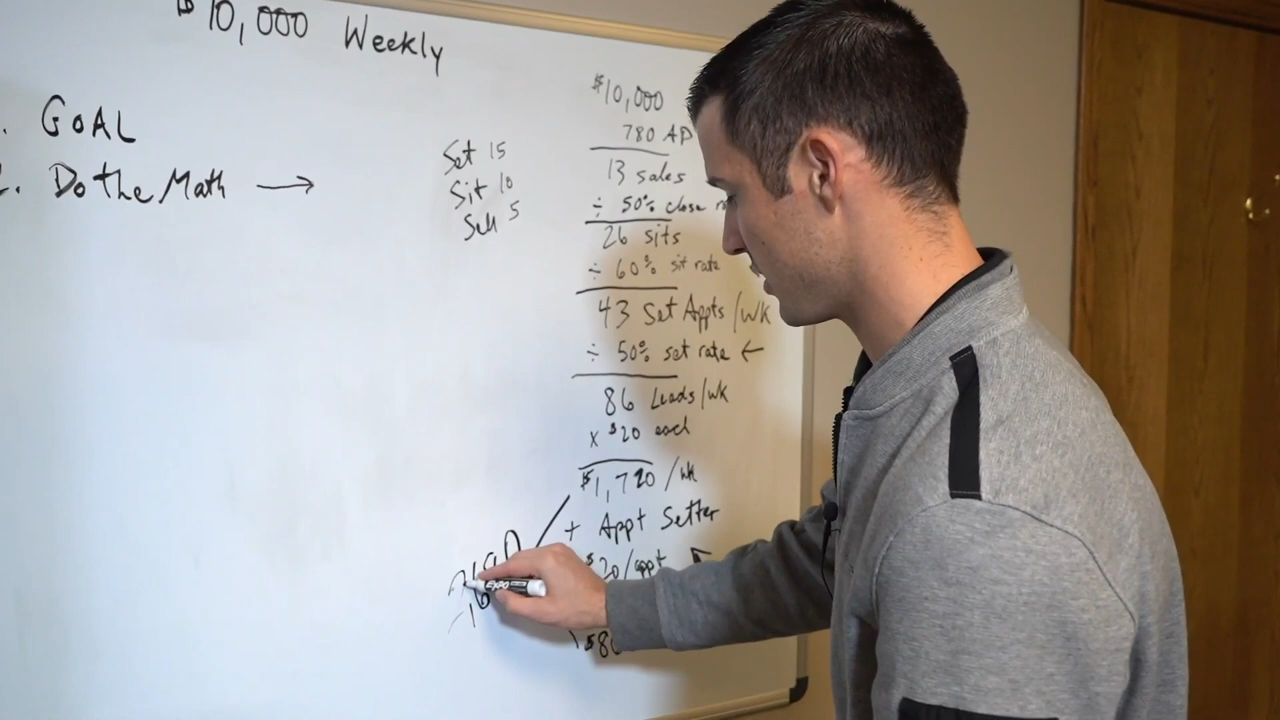 $10,000 Weekly
. GOAL
. Do the Math →
Set 15
Sit 10
Sell 5
$10,000
780 AP
13 sales
÷ 50% close
26 sits
÷ 60% sit rate
43 Set Appts/wk
÷ 50% set rate ←
86 Leads/wk
x $20 each
$1,720 /wk
+ Appt Setter
$20/appt
EXPO